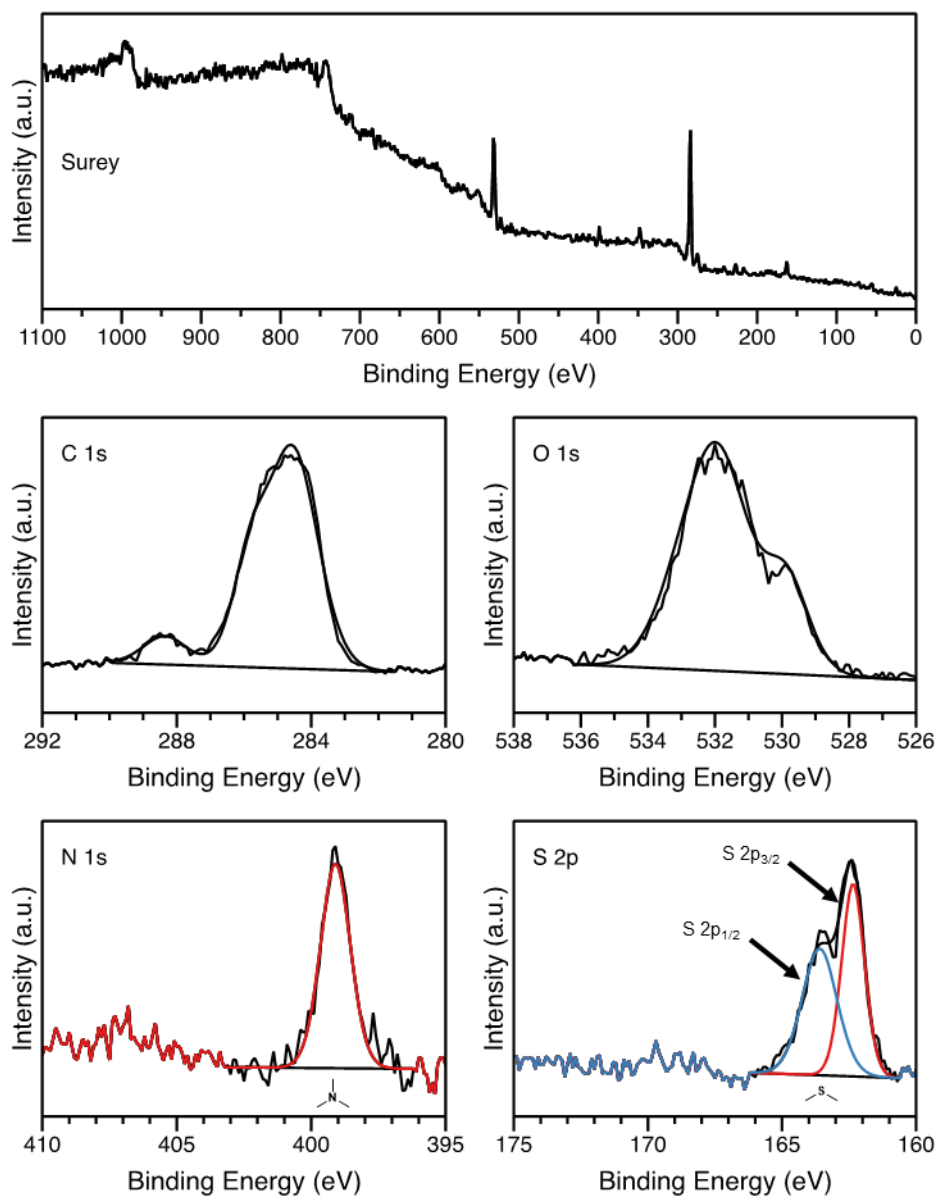 Intensity (a.u.)
Surey
1100 1000 900 800 700 600 500 400 300 200 100 0
Binding Energy (eV)
Intensity (a.u.)
C 1s
292 288 284 280
Binding Energy (eV)
Intensity (a.u.)
O 1s
538 536 534 532 530 528 526
Binding Energy (eV)
Intensity (a.u.)
N 1s
N
410 405 400 395
Binding Energy (eV)
Intensity (a.u.)
S 2p
S 2p3/2
S 2p1/2
S
175 170 165 160
Binding Energy (eV)